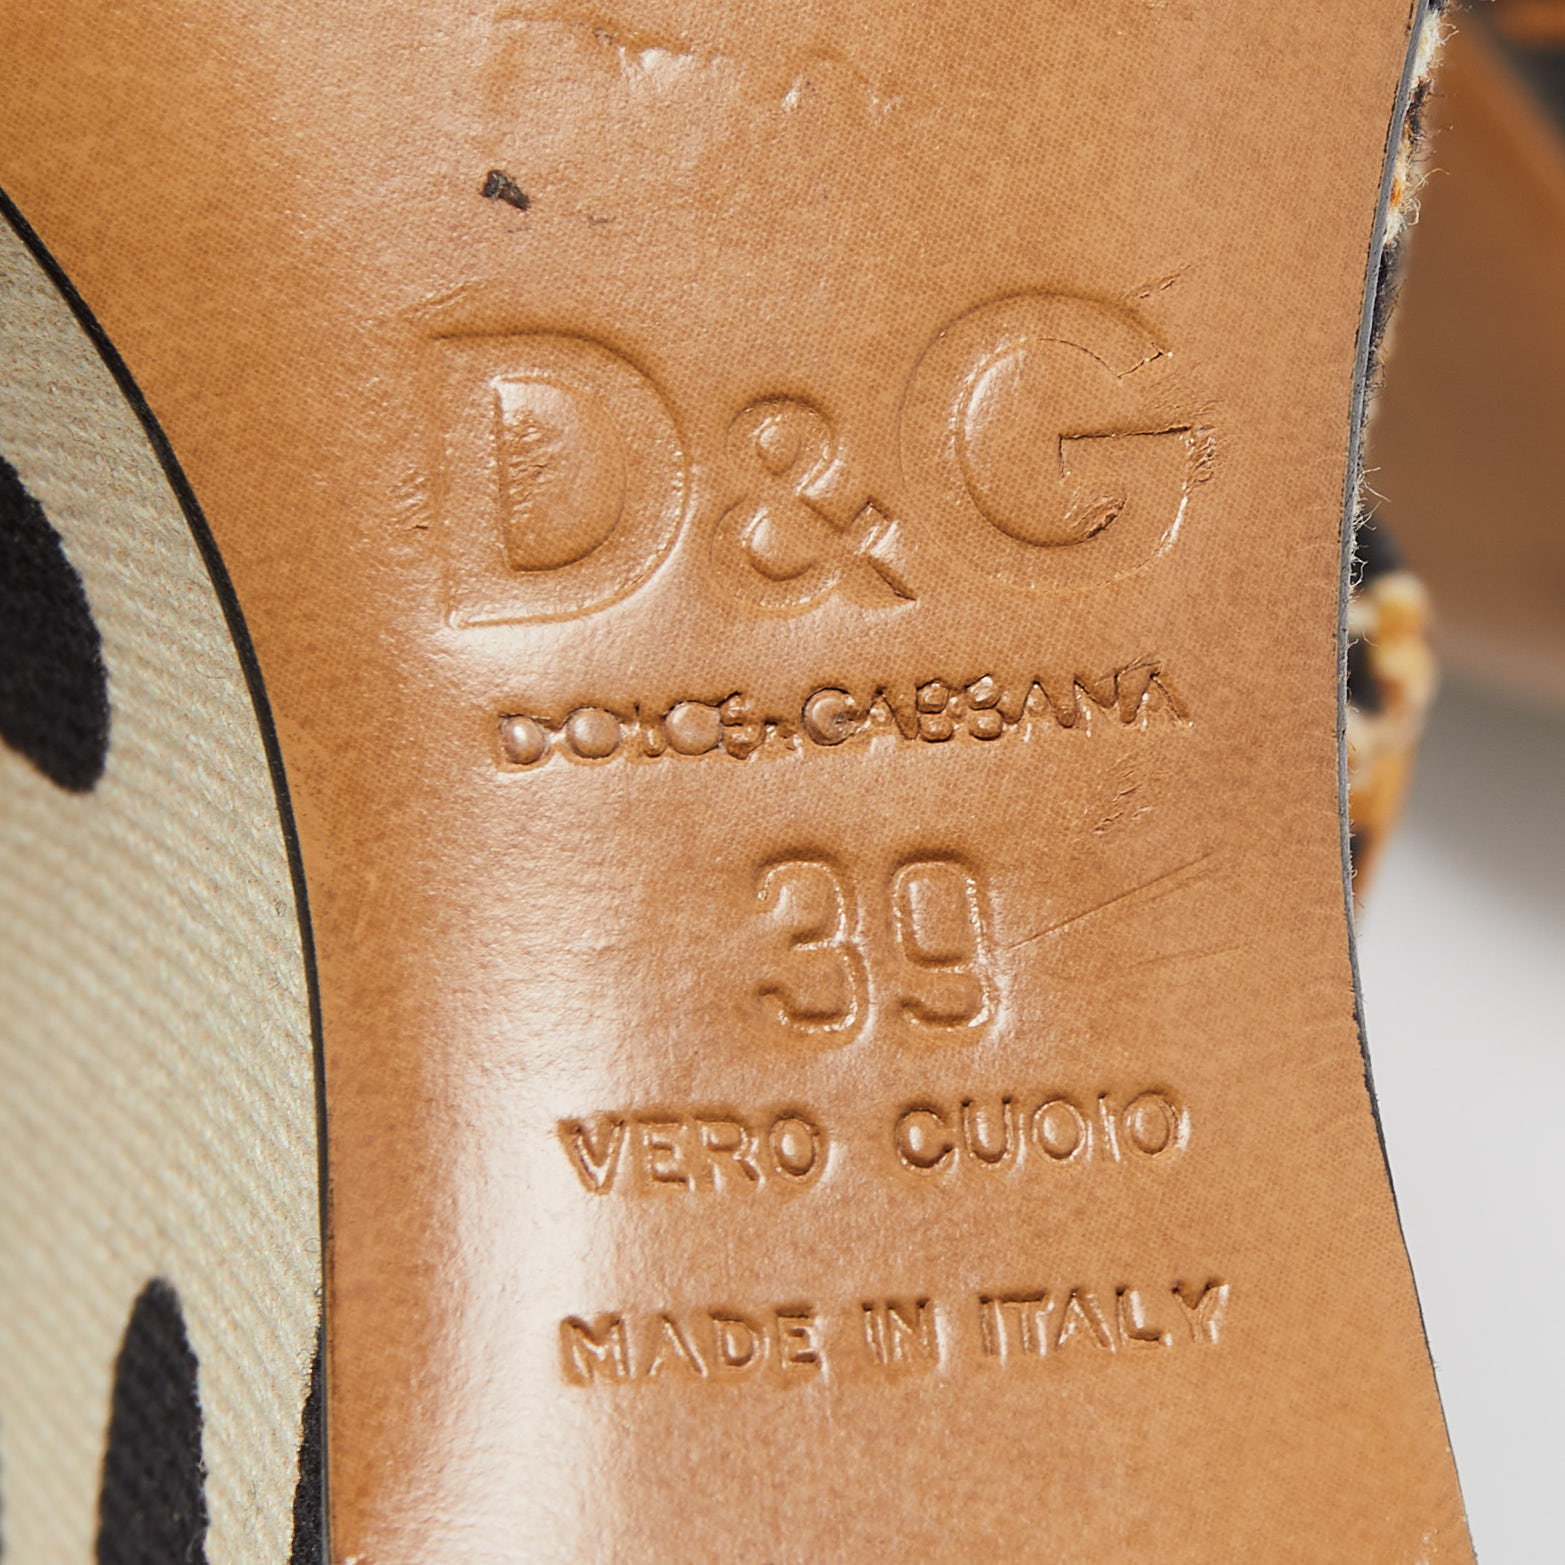 D&G
DOLCE & GABBANA
39
VERO CUOIO
MADE IN ITALY